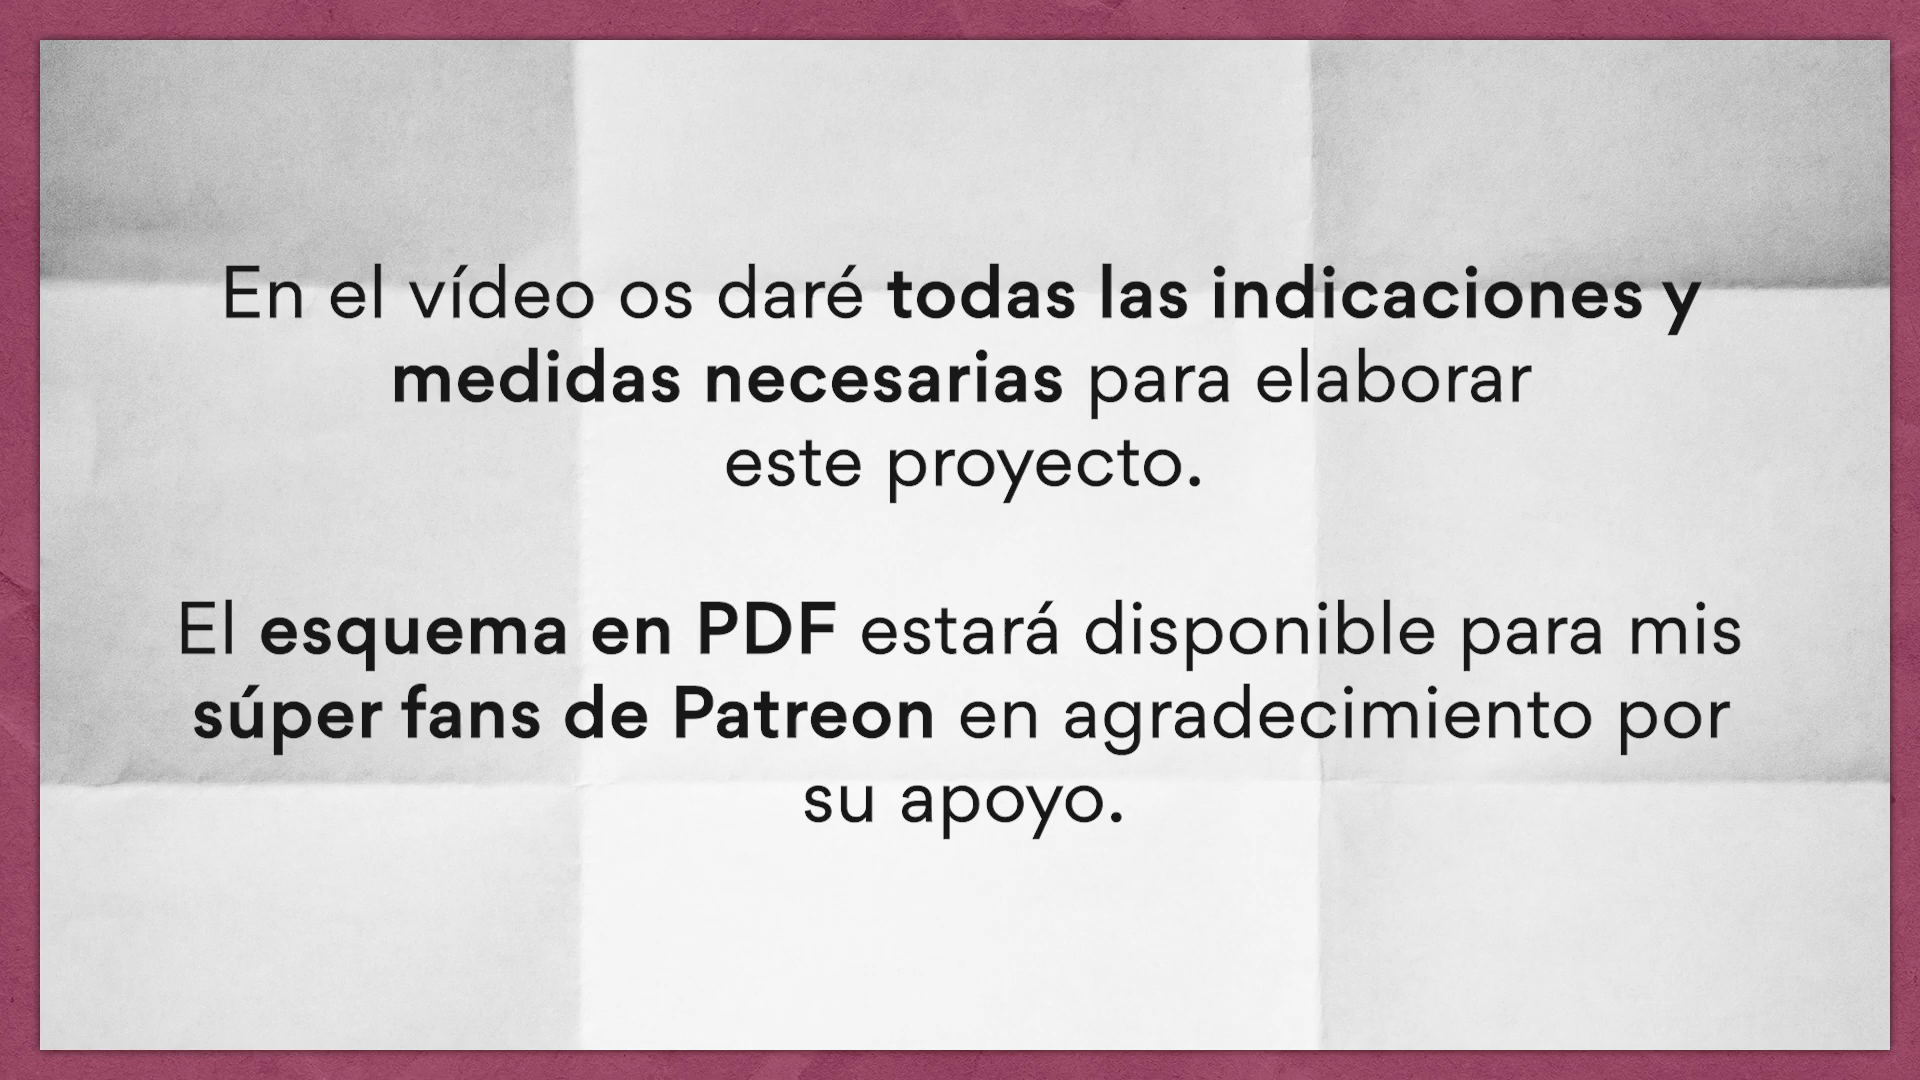 En el vídeo os daré todas las indicaciones y
medidas necesarias para elaborar
este proyecto.
El esquema en PDF estará disponible para mis
súper fans de Patreon en agradecimiento por
su apoyo.